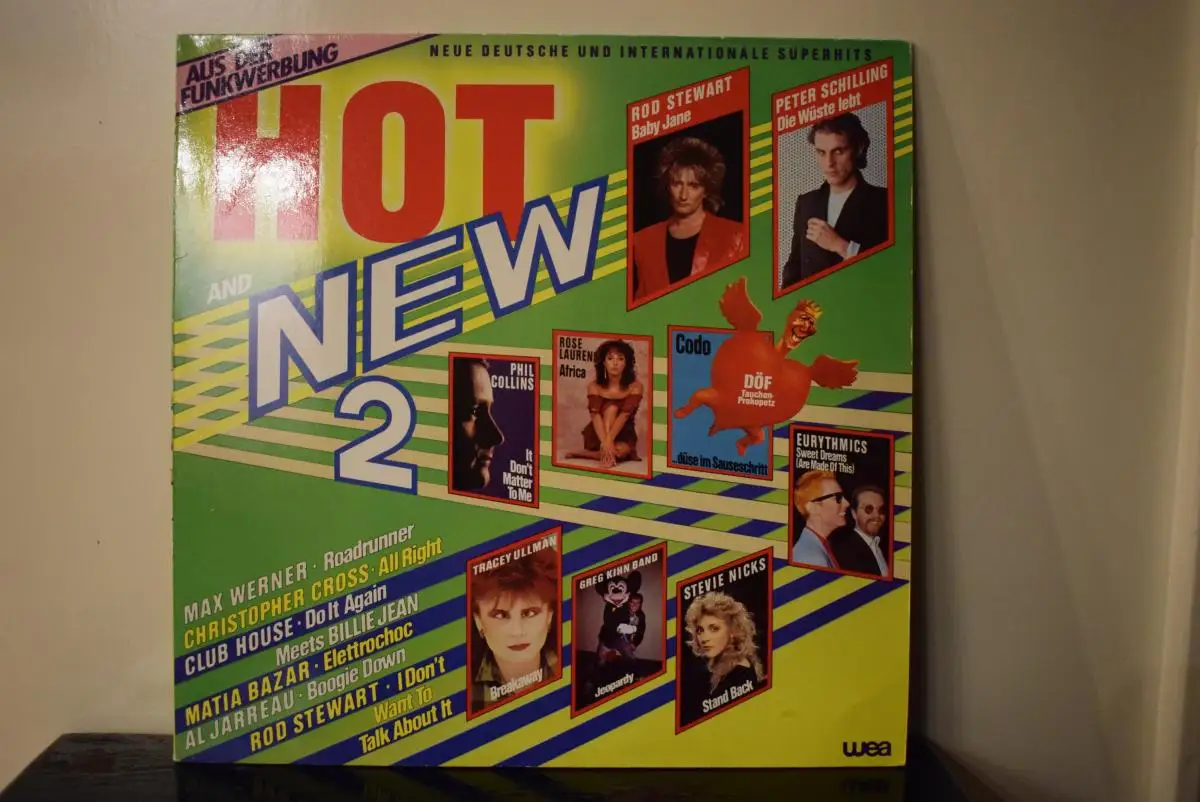 AUS DER
FUNKWERBUNG
NEUE DEUTSCHE UND INTERNATIONALE SUPERHITS
HOT
AND
NEW
2
ROD STEWART
Baby Jane
PETER SCHILLING
Die Wüste lebt
PHIL
COLLINS
It
Don't
Matter
To Me
ROSE
LAURENS
Africa
Codo
DÖF
Tauchen-
Prokopetz
...düse im Sauseschritt
EURYTHMICS
Sweet Dreams
(Are Made Of This)
TRACEY ULLMAN
Breakaway
GREG KIHN BAND
Jeopardy
STEVIE NICKS
Stand Back
MAX WERNER · Roadrunner
CHRISTOPHER CROSS · All Right
CLUB HOUSE · Do It Again
Meets BILLIE JEAN
MATIA BAZAR · Elettrochoc
AL JARREAU · Boogie Down
ROD STEWART · I Don't
Want To
Talk About It
wea